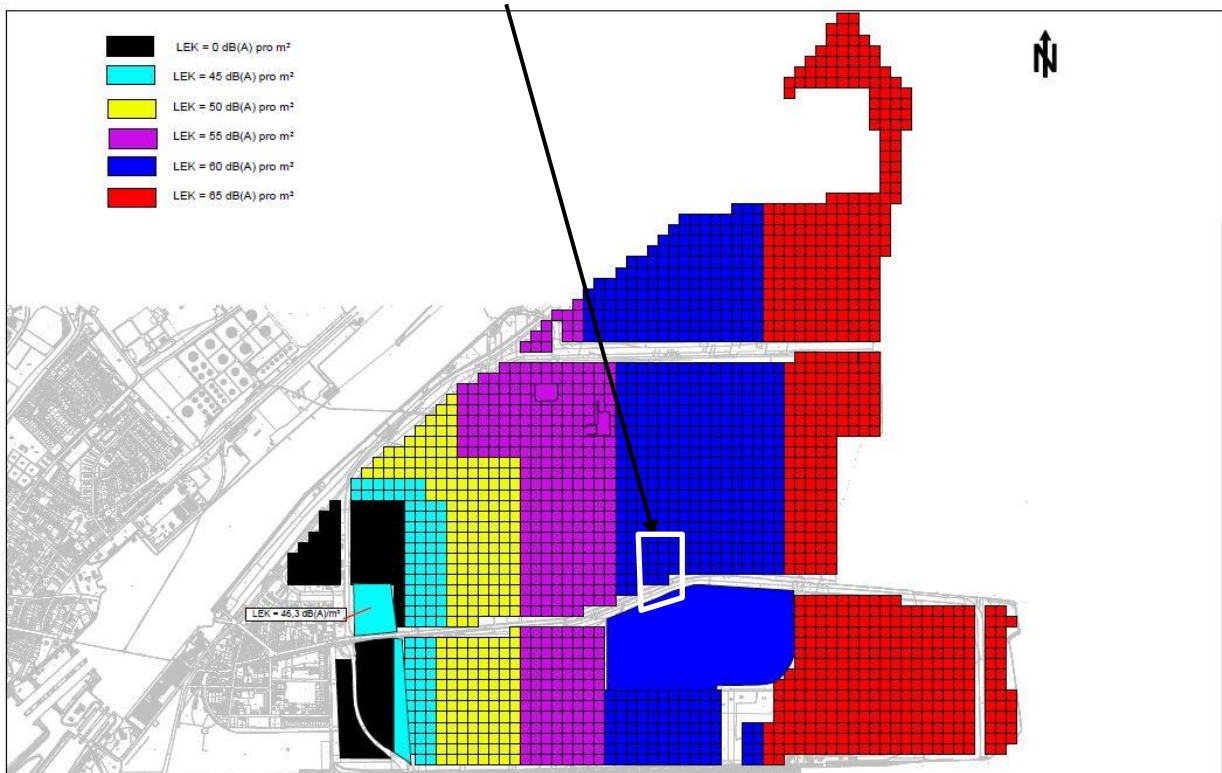 LEK = 0 dB(A) pro m²
N
LEK = 45 dB(A) pro m²
LEK = 50 dB(A) pro m²
LEK = 55 dB(A) pro m²
LEK = 60 dB(A) pro m²
LEK = 65 dB(A) pro m²
LEK = 46,3 dB(A)/m²